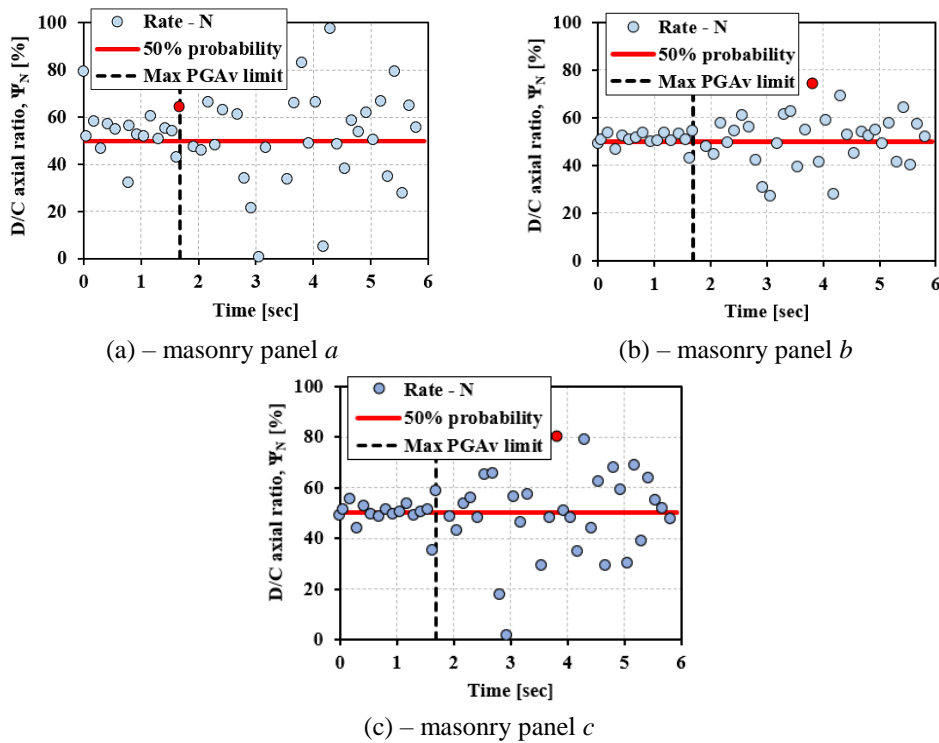 100
80
60
40
20
0
D/C axial ratio, Ψ_N [%]
Rate - N
50% probability
Max PGAv limit
0 1 2 3 4 5 6
Time [sec]
(a) – masonry panel a
100
80
60
40
20
0
D/C axial ratio, Ψ_N [%]
Rate - N
50% probability
Max PGAv limit
0 1 2 3 4 5 6
Time [sec]
(b) – masonry panel b
100
80
60
40
20
0
D/C axial ratio, Ψ_N [%]
Rate - N
50% probability
Max PGAv limit
0 1 2 3 4 5 6
Time [sec]
(c) – masonry panel c